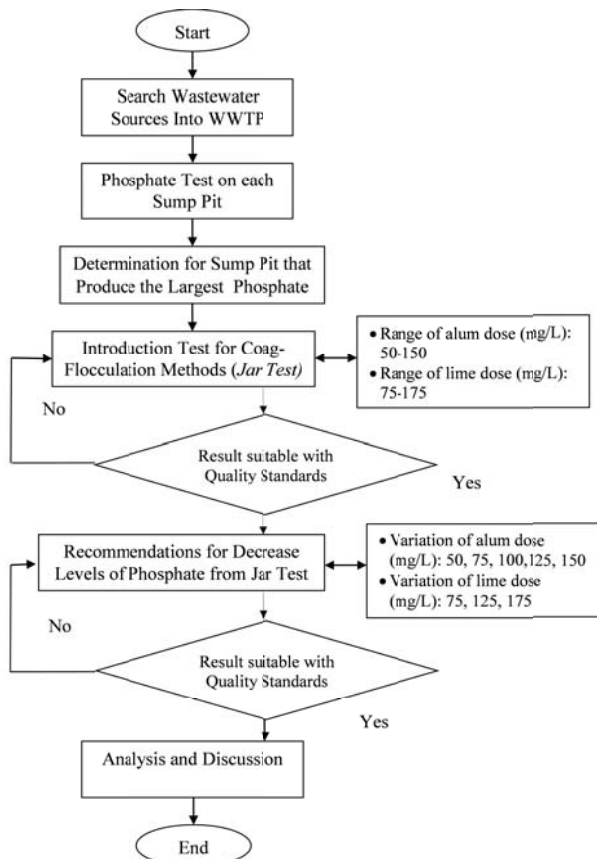 Start
Search Wastewater
Sources Into WWTP
Phosphate Test on each
Sump Pit
Determination for Sump Pit that
Produce the Largest Phosphate
Introduction Test for Coag-
Flocculation Methods (Jar Test)
• Range of alum dose (mg/L):
50-150
• Range of lime dose (mg/L):
75-175
No
Result suitable with
Quality Standards
Yes
Recommendations for Decrease
Levels of Phosphate from Jar Test
• Variation of alum dose
(mg/L): 50, 75, 100,125, 150
• Variation of lime dose
(mg/L): 75, 125, 175
No
Result suitable with
Quality Standards
Yes
Analysis and Discussion
End